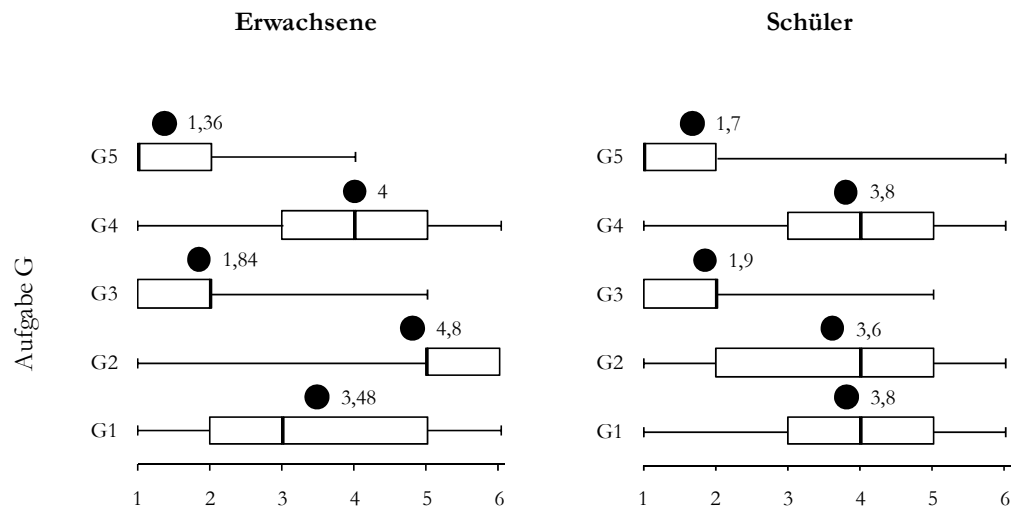 Erwachsene Schüler
1,36 1,7
G5 G5
4 3,8
G4 G4
1,84 1,9
G3 G3
4,8 3,6
G2 G2
3,48 3,8
G1 G1
1 2 3 4 5 6 1 2 3 4 5 6
Aufgabe G